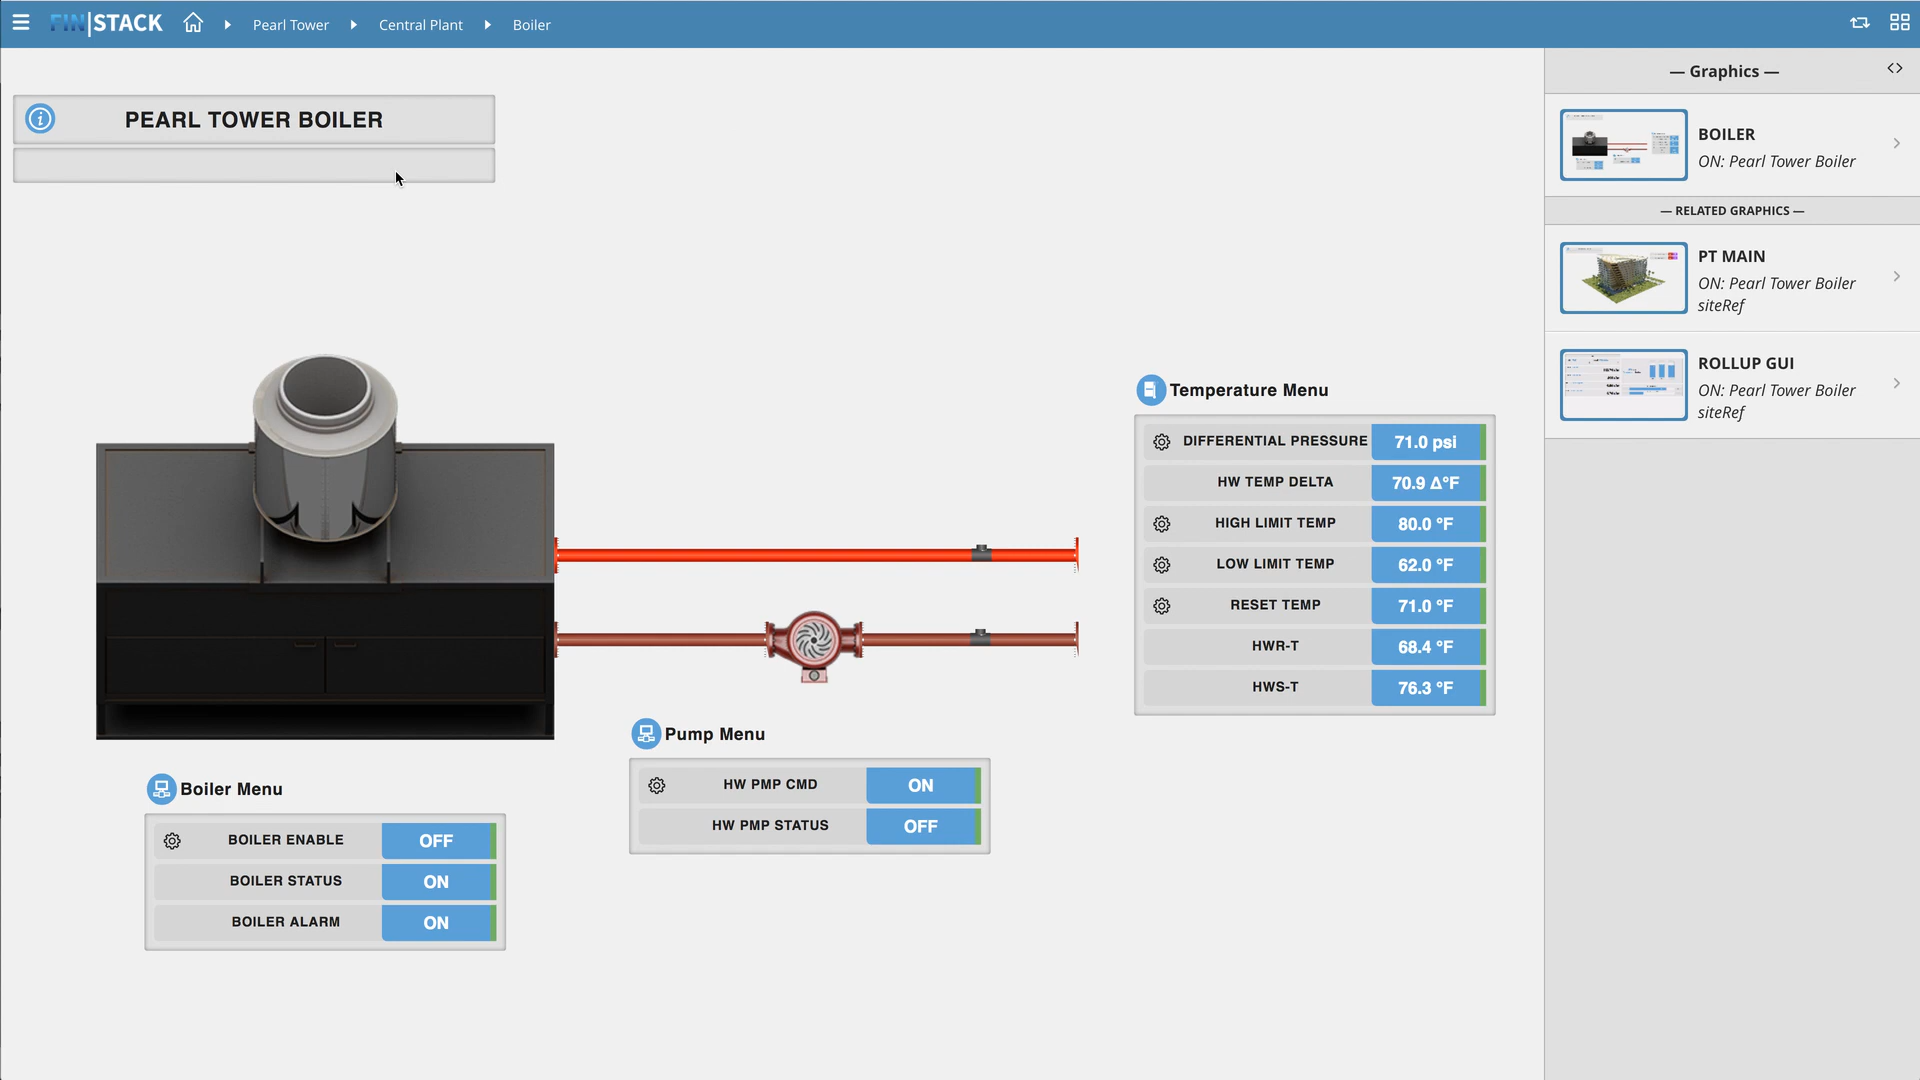 FIN|STACK
Pearl Tower
Central Plant
Boiler
PEARL TOWER BOILER
Temperature Menu
DIFFERENTIAL PRESSURE 71.0 psi
HW TEMP DELTA 70.9 Δ°F
HIGH LIMIT TEMP 80.0 °F
LOW LIMIT TEMP 62.0 °F
RESET TEMP 71.0 °F
HWR-T 68.4 °F
HWS-T 76.3 °F
Pump Menu
HW PMP CMD ON
HW PMP STATUS OFF
Boiler Menu
BOILER ENABLE OFF
BOILER STATUS ON
BOILER ALARM ON
— Graphics —
BOILER
ON: Pearl Tower Boiler
— RELATED GRAPHICS —
PT MAIN
ON: Pearl Tower Boiler
siteRef
ROLLUP GUI
ON: Pearl Tower Boiler
siteRef